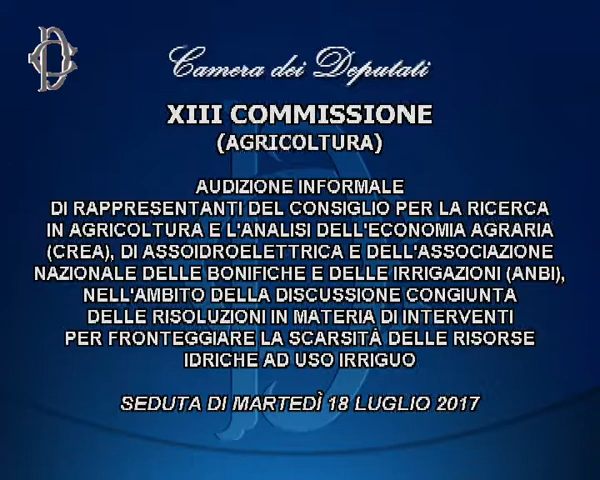 Camera dei Deputati
XIII COMMISSIONE
(AGRICOLTURA)
AUDIZIONE INFORMALE
DI RAPPRESENTANTI DEL CONSIGLIO PER LA RICERCA
IN AGRICOLTURA E L'ANALISI DELL'ECONOMIA AGRARIA
(CREA), DI ASSOIDROELETTRICA E DELL'ASSOCIAZIONE
NAZIONALE DELLE BONIFICHE E DELLE IRRIGAZIONI (ANBI),
NELL'AMBITO DELLA DISCUSSIONE CONGIUNTA
DELLE RISOLUZIONI IN MATERIA DI INTERVENTI
PER FRONTEGGIARE LA SCARSITÀ DELLE RISORSE
IDRICHE AD USO IRRIGUO
SEDUTA DI MARTEDÌ 18 LUGLIO 2017